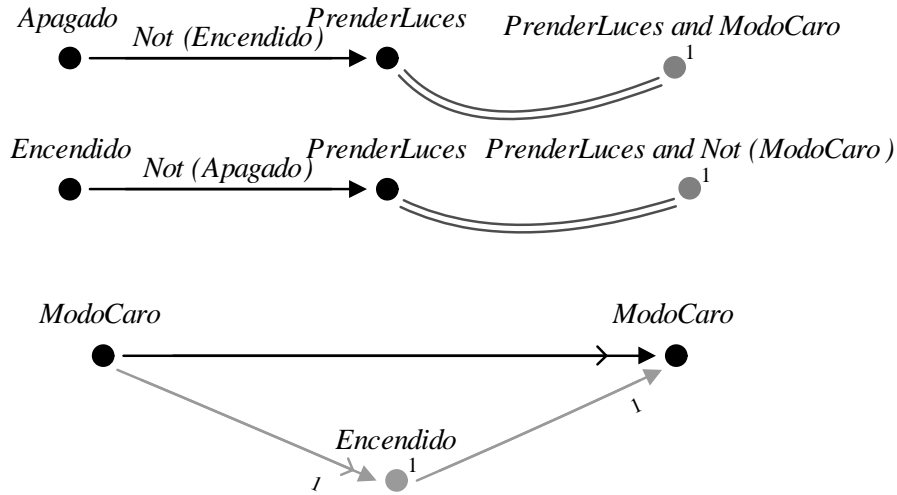 Apagado Not (Encendido) PrenderLuces PrenderLuces and ModoCaro 1
Encendido Not (Apagado) PrenderLuces PrenderLuces and Not (ModoCaro) 1
ModoCaro ModoCaro
1
Encendido 1
1